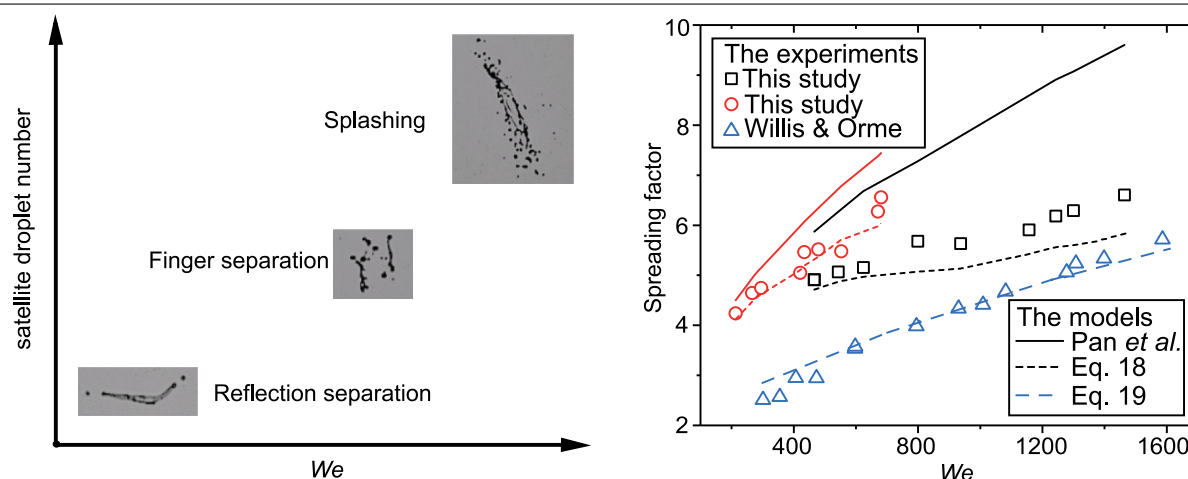 satellite droplet number
Splashing
Finger separation
Reflection separation
We
Spreading factor
10
8
6
4
2
The experiments
This study
This study
Willis & Orme
The models
Pan et al.
Eq. 18
Eq. 19
400
800
1200
1600
We